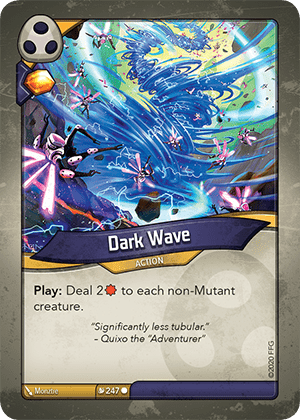 Dark Wave
ACTION
Play: Deal 2 to each non-Mutant
creature.
"Significantly less tubular."
- Quixo the "Adventurer"
Monztre
247
©2020 FFG